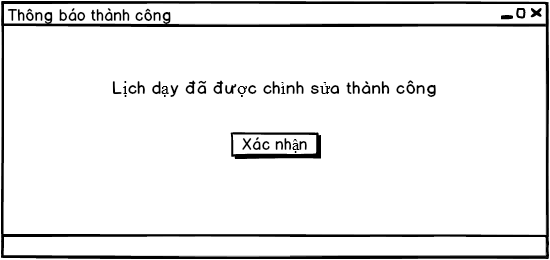 Thông báo thành công
Lịch dạy đã được chỉnh sửa thành công
Xác nhận